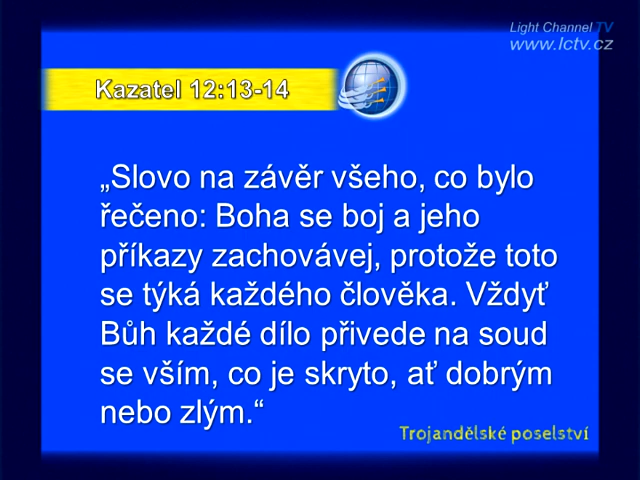 Light Channel TV
www.lctv.cz
Kazatel 12:13-14
„Slovo na závěr všeho, co bylo
řečeno: Boha se boj a jeho
příkazy zachovávej, protože toto
se týká každého člověka. Vždyť
Bůh každé dílo přivede na soud
se vším, co je skryto, ať dobrým
nebo zlým.“
Trojandělské poselství